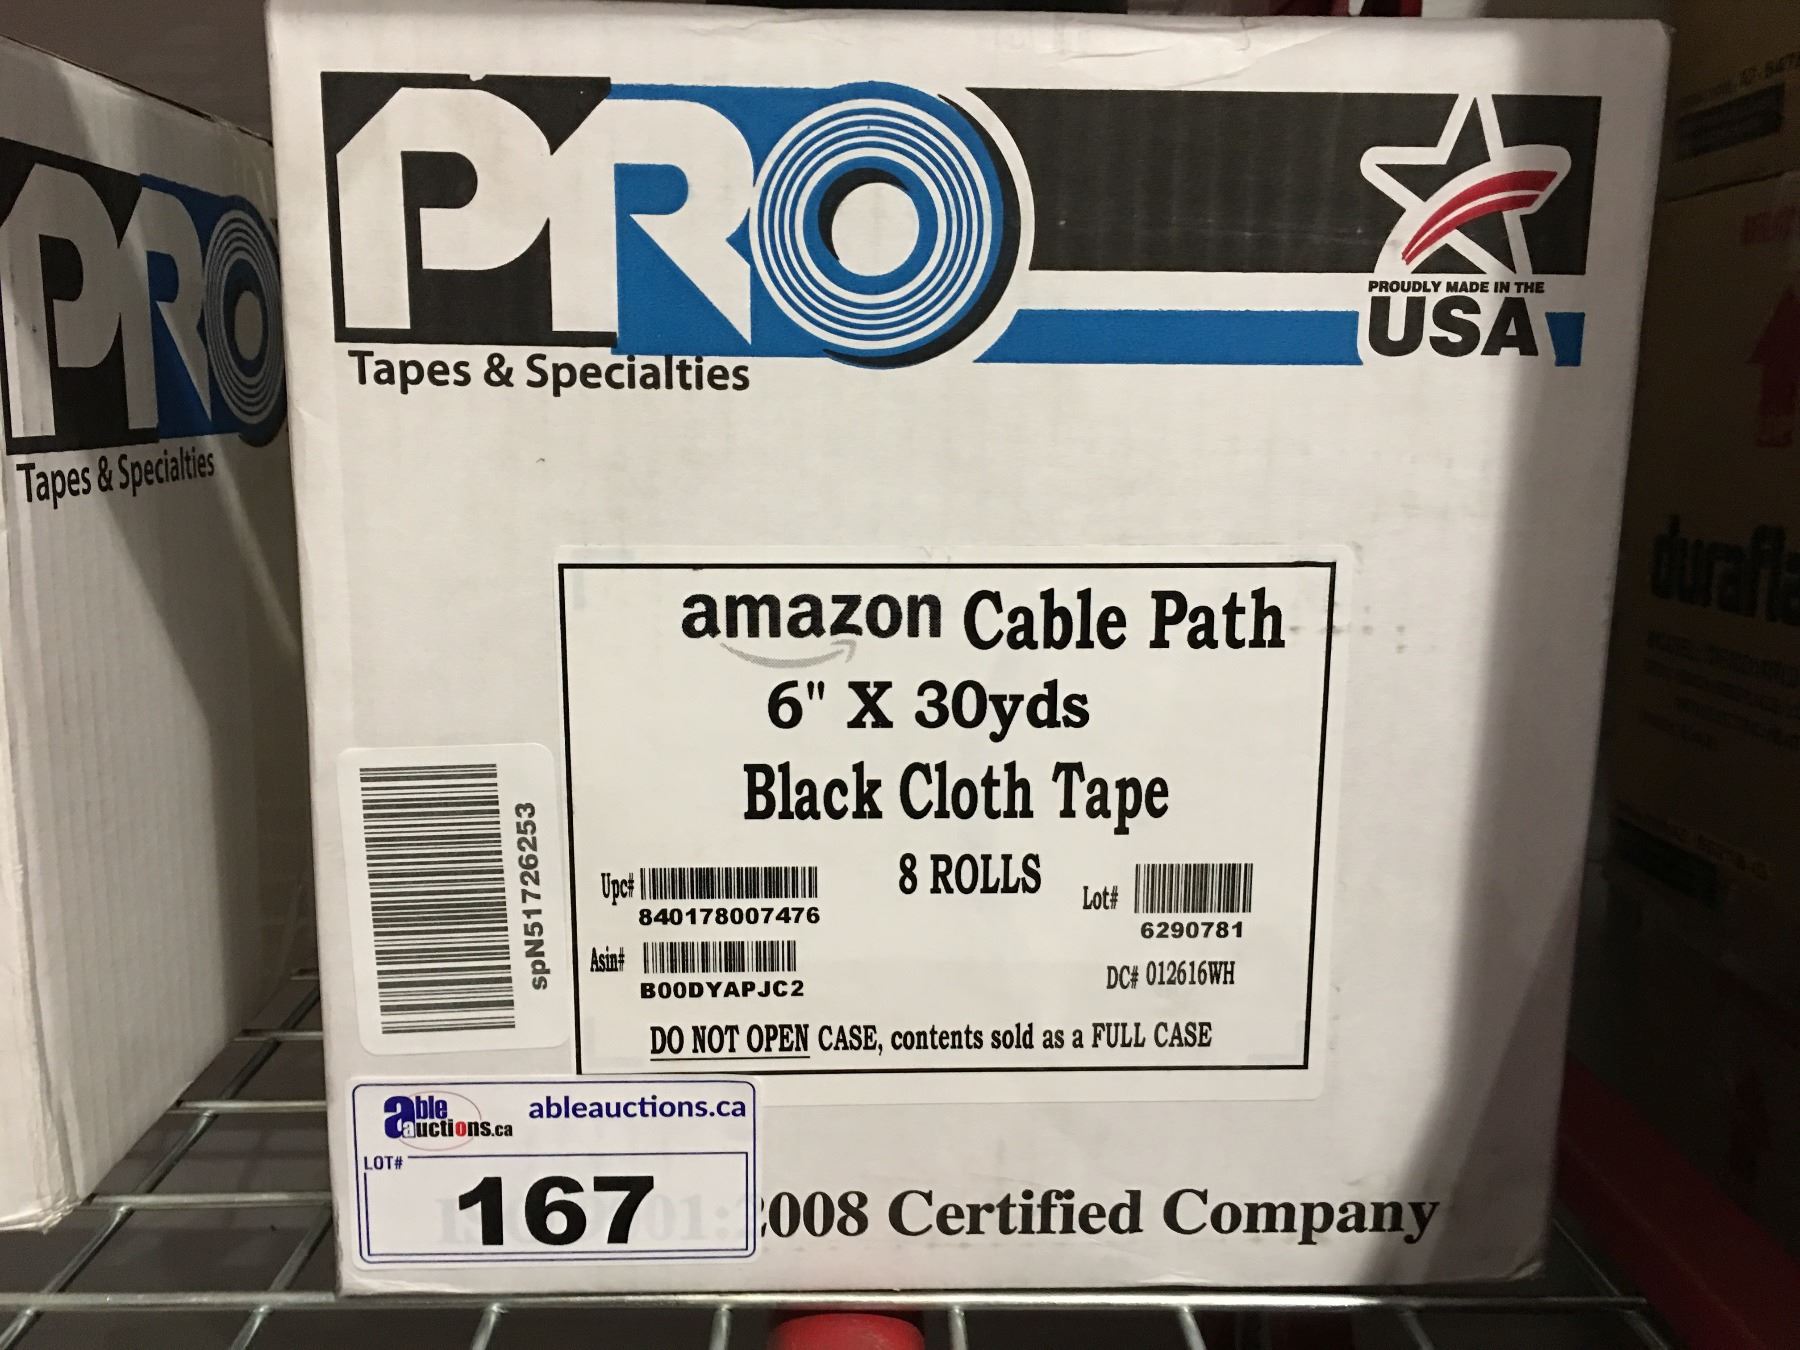 PRO
Tapes & Specialties
PROUDLY MADE IN THE
USA
PRO
Tapes & Specialties
amazon Cable Path
6" X 30yds
Black Cloth Tape
8 ROLLS
Upc#
840178007476
Lot#
6290781
Asin#
B00DYAPJC2
DC# 012616WH
DO NOT OPEN CASE, contents sold as a FULL CASE
spN51726253
able auctions.ca
ableauctions.ca
LOT#
167
01:2008 Certified Company
durafla